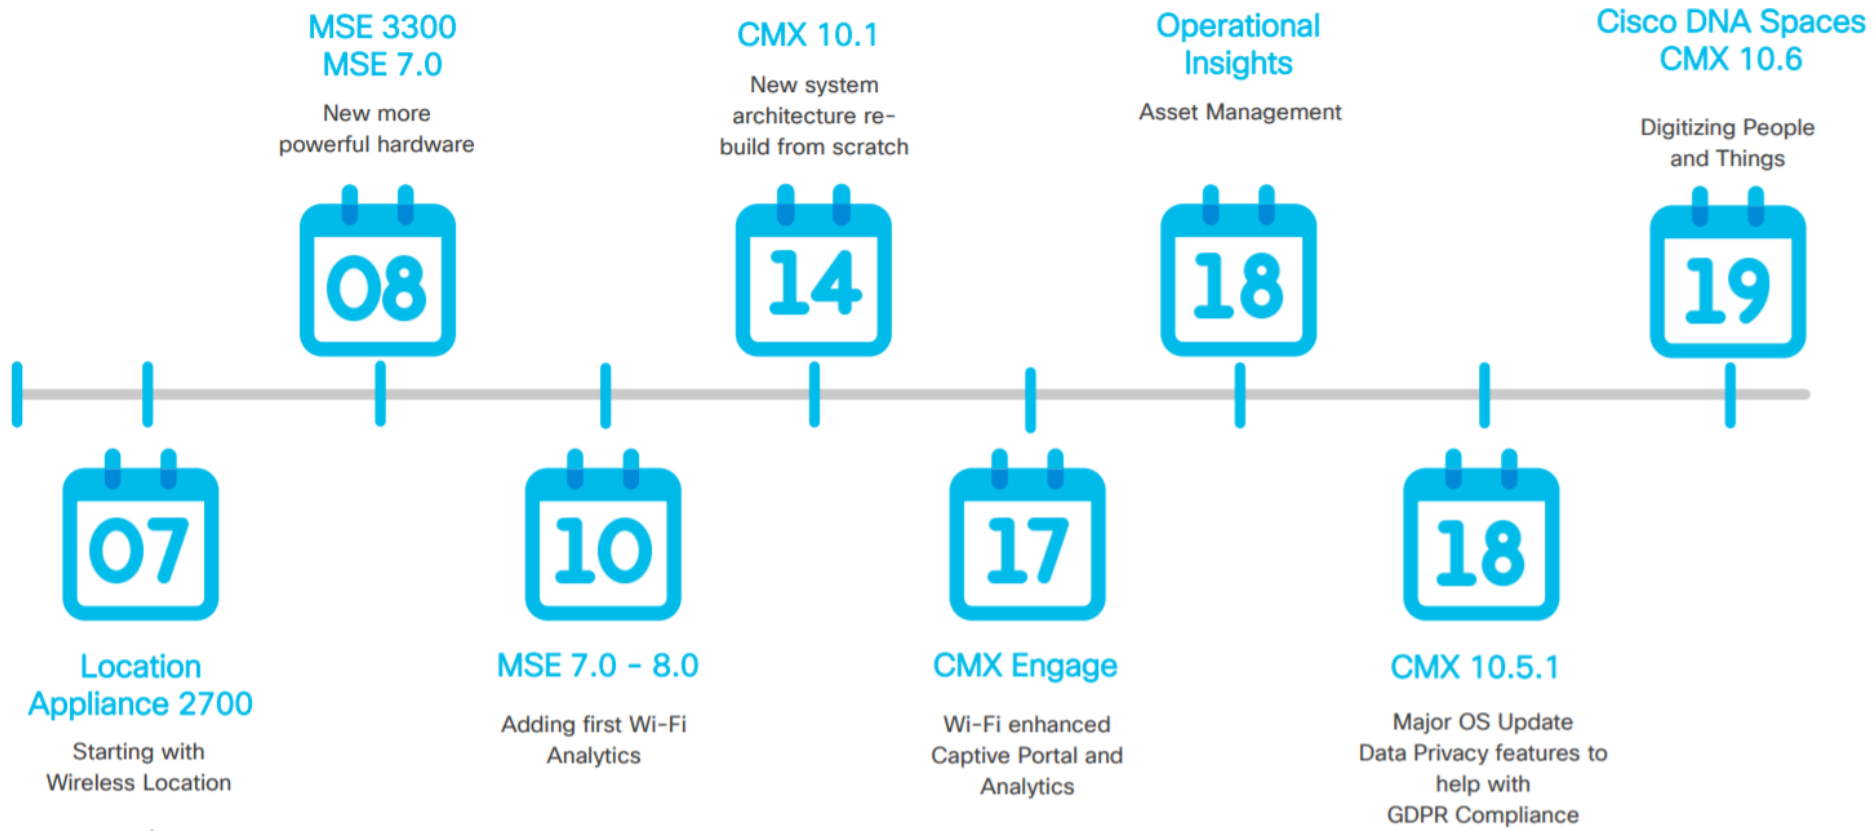 MSE 3300
MSE 7.0
New more
powerful hardware
08
CMX 10.1
New system
architecture re-
build from scratch
14
Operational
Insights
Asset Management
18
Cisco DNA Spaces
CMX 10.6
Digitizing People
and Things
19
07
Location
Appliance 2700
Starting with
Wireless Location
10
MSE 7.0 - 8.0
Adding first Wi-Fi
Analytics
17
CMX Engage
Wi-Fi enhanced
Captive Portal and
Analytics
18
CMX 10.5.1
Major OS Update
Data Privacy features to
help with
GDPR Compliance